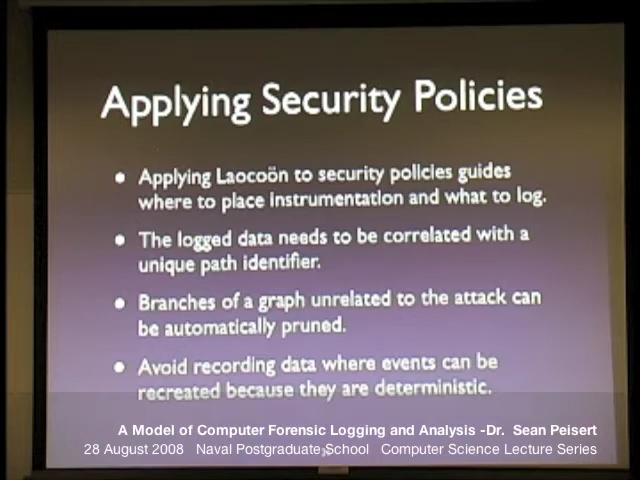 Applying Security Policies
• Applying Laocoön to security policies guides
where to place instrumentation and what to log.
• The logged data needs to be correlated with a
unique path identifier.
• Branches of a graph unrelated to the attack can
be automatically pruned.
• Avoid recording data where events can be
recreated because they are deterministic.
A Model of Computer Forensic Logging and Analysis -Dr. Sean Peisert
28 August 2008 Naval Postgraduate School Computer Science Lecture Series